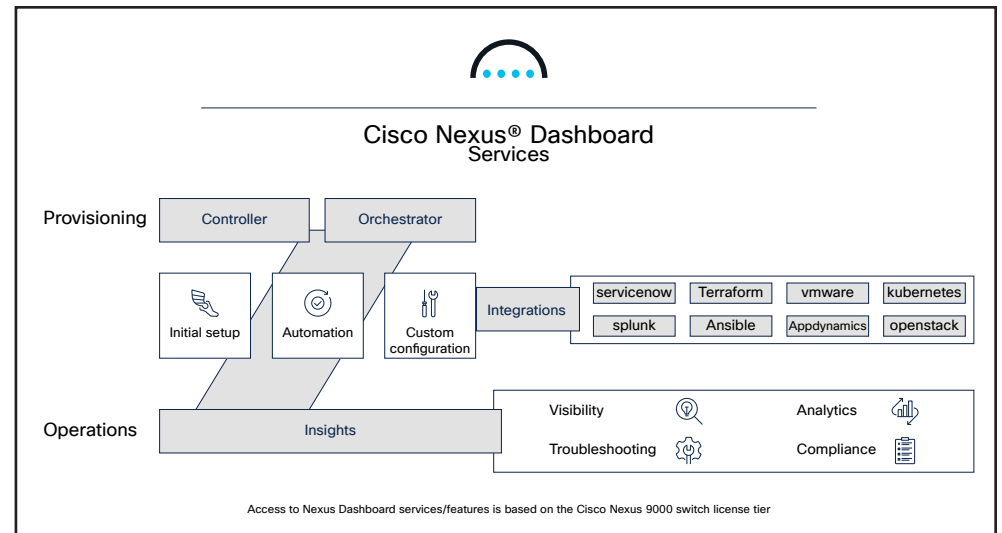 Cisco Nexus® Dashboard
Services
Provisioning
Controller
Orchestrator
Initial setup
Automation
Custom
configuration
Integrations
servicenow
Terraform
vmware
kubernetes
splunk
Ansible
Appdynamics
openstack
Operations
Insights
Visibility
Analytics
Troubleshooting
Compliance
Access to Nexus Dashboard services/features is based on the Cisco Nexus 9000 switch license tier